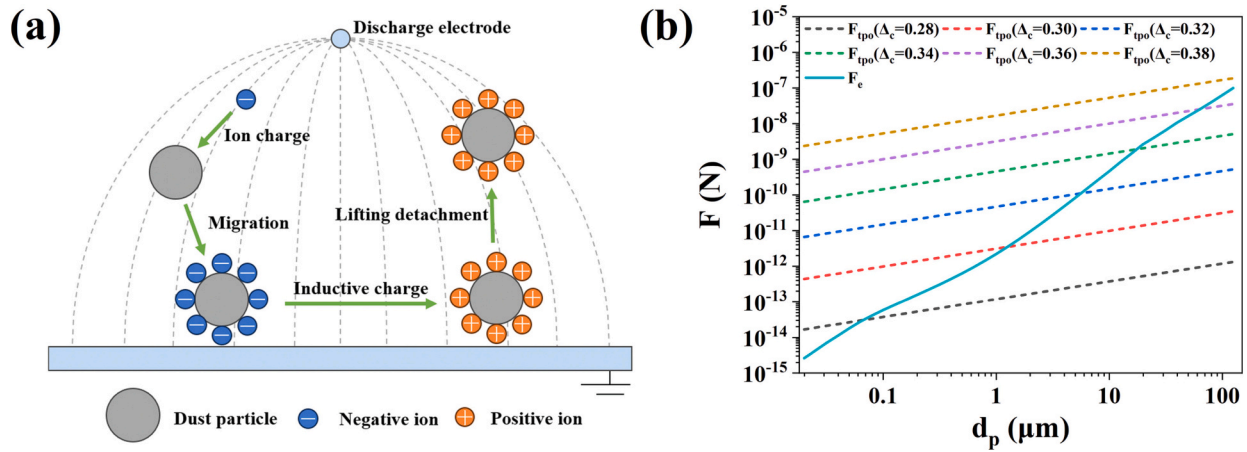 (a)
Discharge electrode
Ion charge
Migration
Lifting detachment
Inductive charge
Dust particle
Negative ion
Positive ion
(b)
F (N)
10⁻⁵
10⁻⁶
10⁻⁷
10⁻⁸
10⁻⁹
10⁻¹⁰
10⁻¹¹
10⁻¹²
10⁻¹³
10⁻¹⁴
10⁻¹⁵
F_tpo(Δ_c=0.28) F_tpo(Δ_c=0.30) F_tpo(Δ_c=0.32)
F_tpo(Δ_c=0.34) F_tpo(Δ_c=0.36) F_tpo(Δ_c=0.38)
F_e
0.1 1 10 100
d_p (μm)